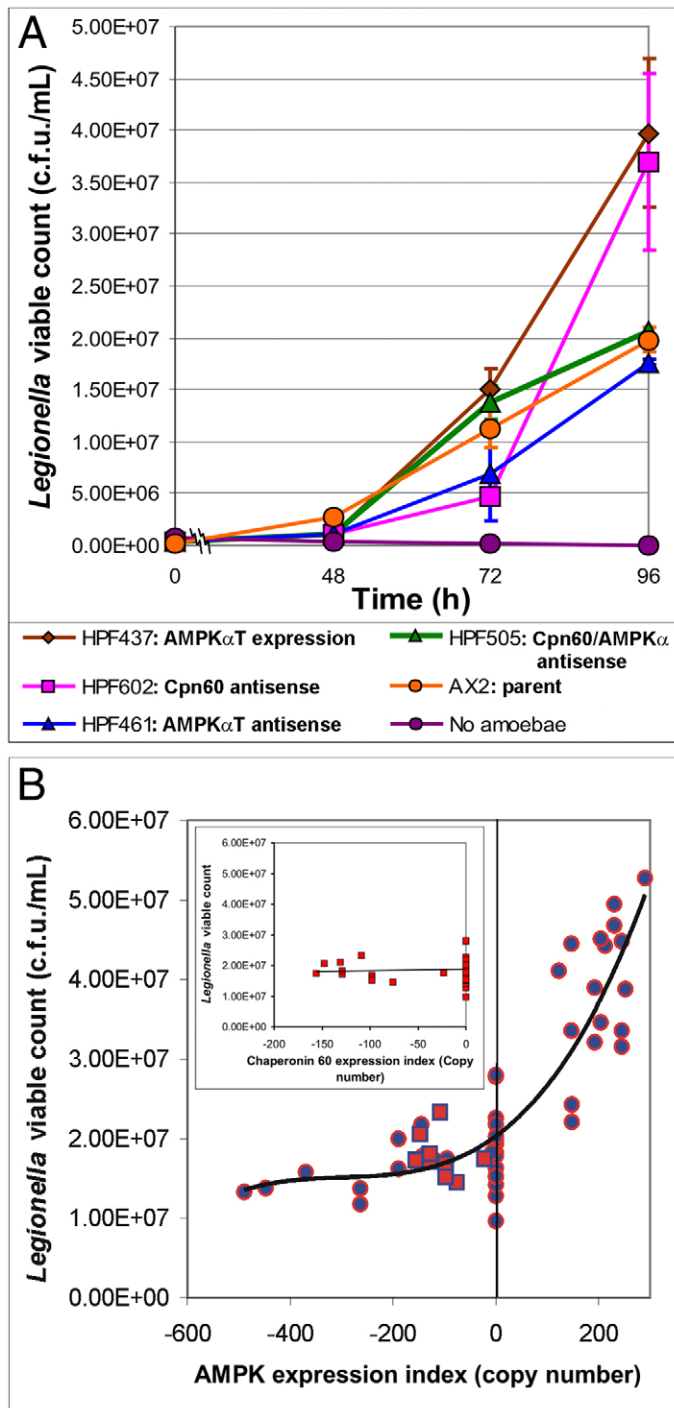 A
Legionella viable count (c.f.u./mL)
5.00E+07
4.50E+07
4.00E+07
3.50E+07
3.00E+07
2.50E+07
2.00E+07
1.50E+07
1.00E+07
5.00E+06
0.00E+00
0
48
72
96
Time (h)
HPF437: AMPKαT expression
HPF505: Cpn60/AMPKα
antisense
HPF602: Cpn60 antisense
AX2: parent
HPF461: AMPKαT antisense
No amoebae
B
Legionella viable count (c.f.u./mL)
6.00E+07
5.00E+07
4.00E+07
3.00E+07
2.00E+07
1.00E+07
0.00E+00
Legionella viable count
6.00E+07
5.00E+07
4.00E+07
3.00E+07
2.00E+07
1.00E+07
0.00E+00
-200
-150
-100
-50
0
Chaperonin 60 expression index (Copy
number)
-600
-400
-200
0
200
AMPK expression index (copy number)